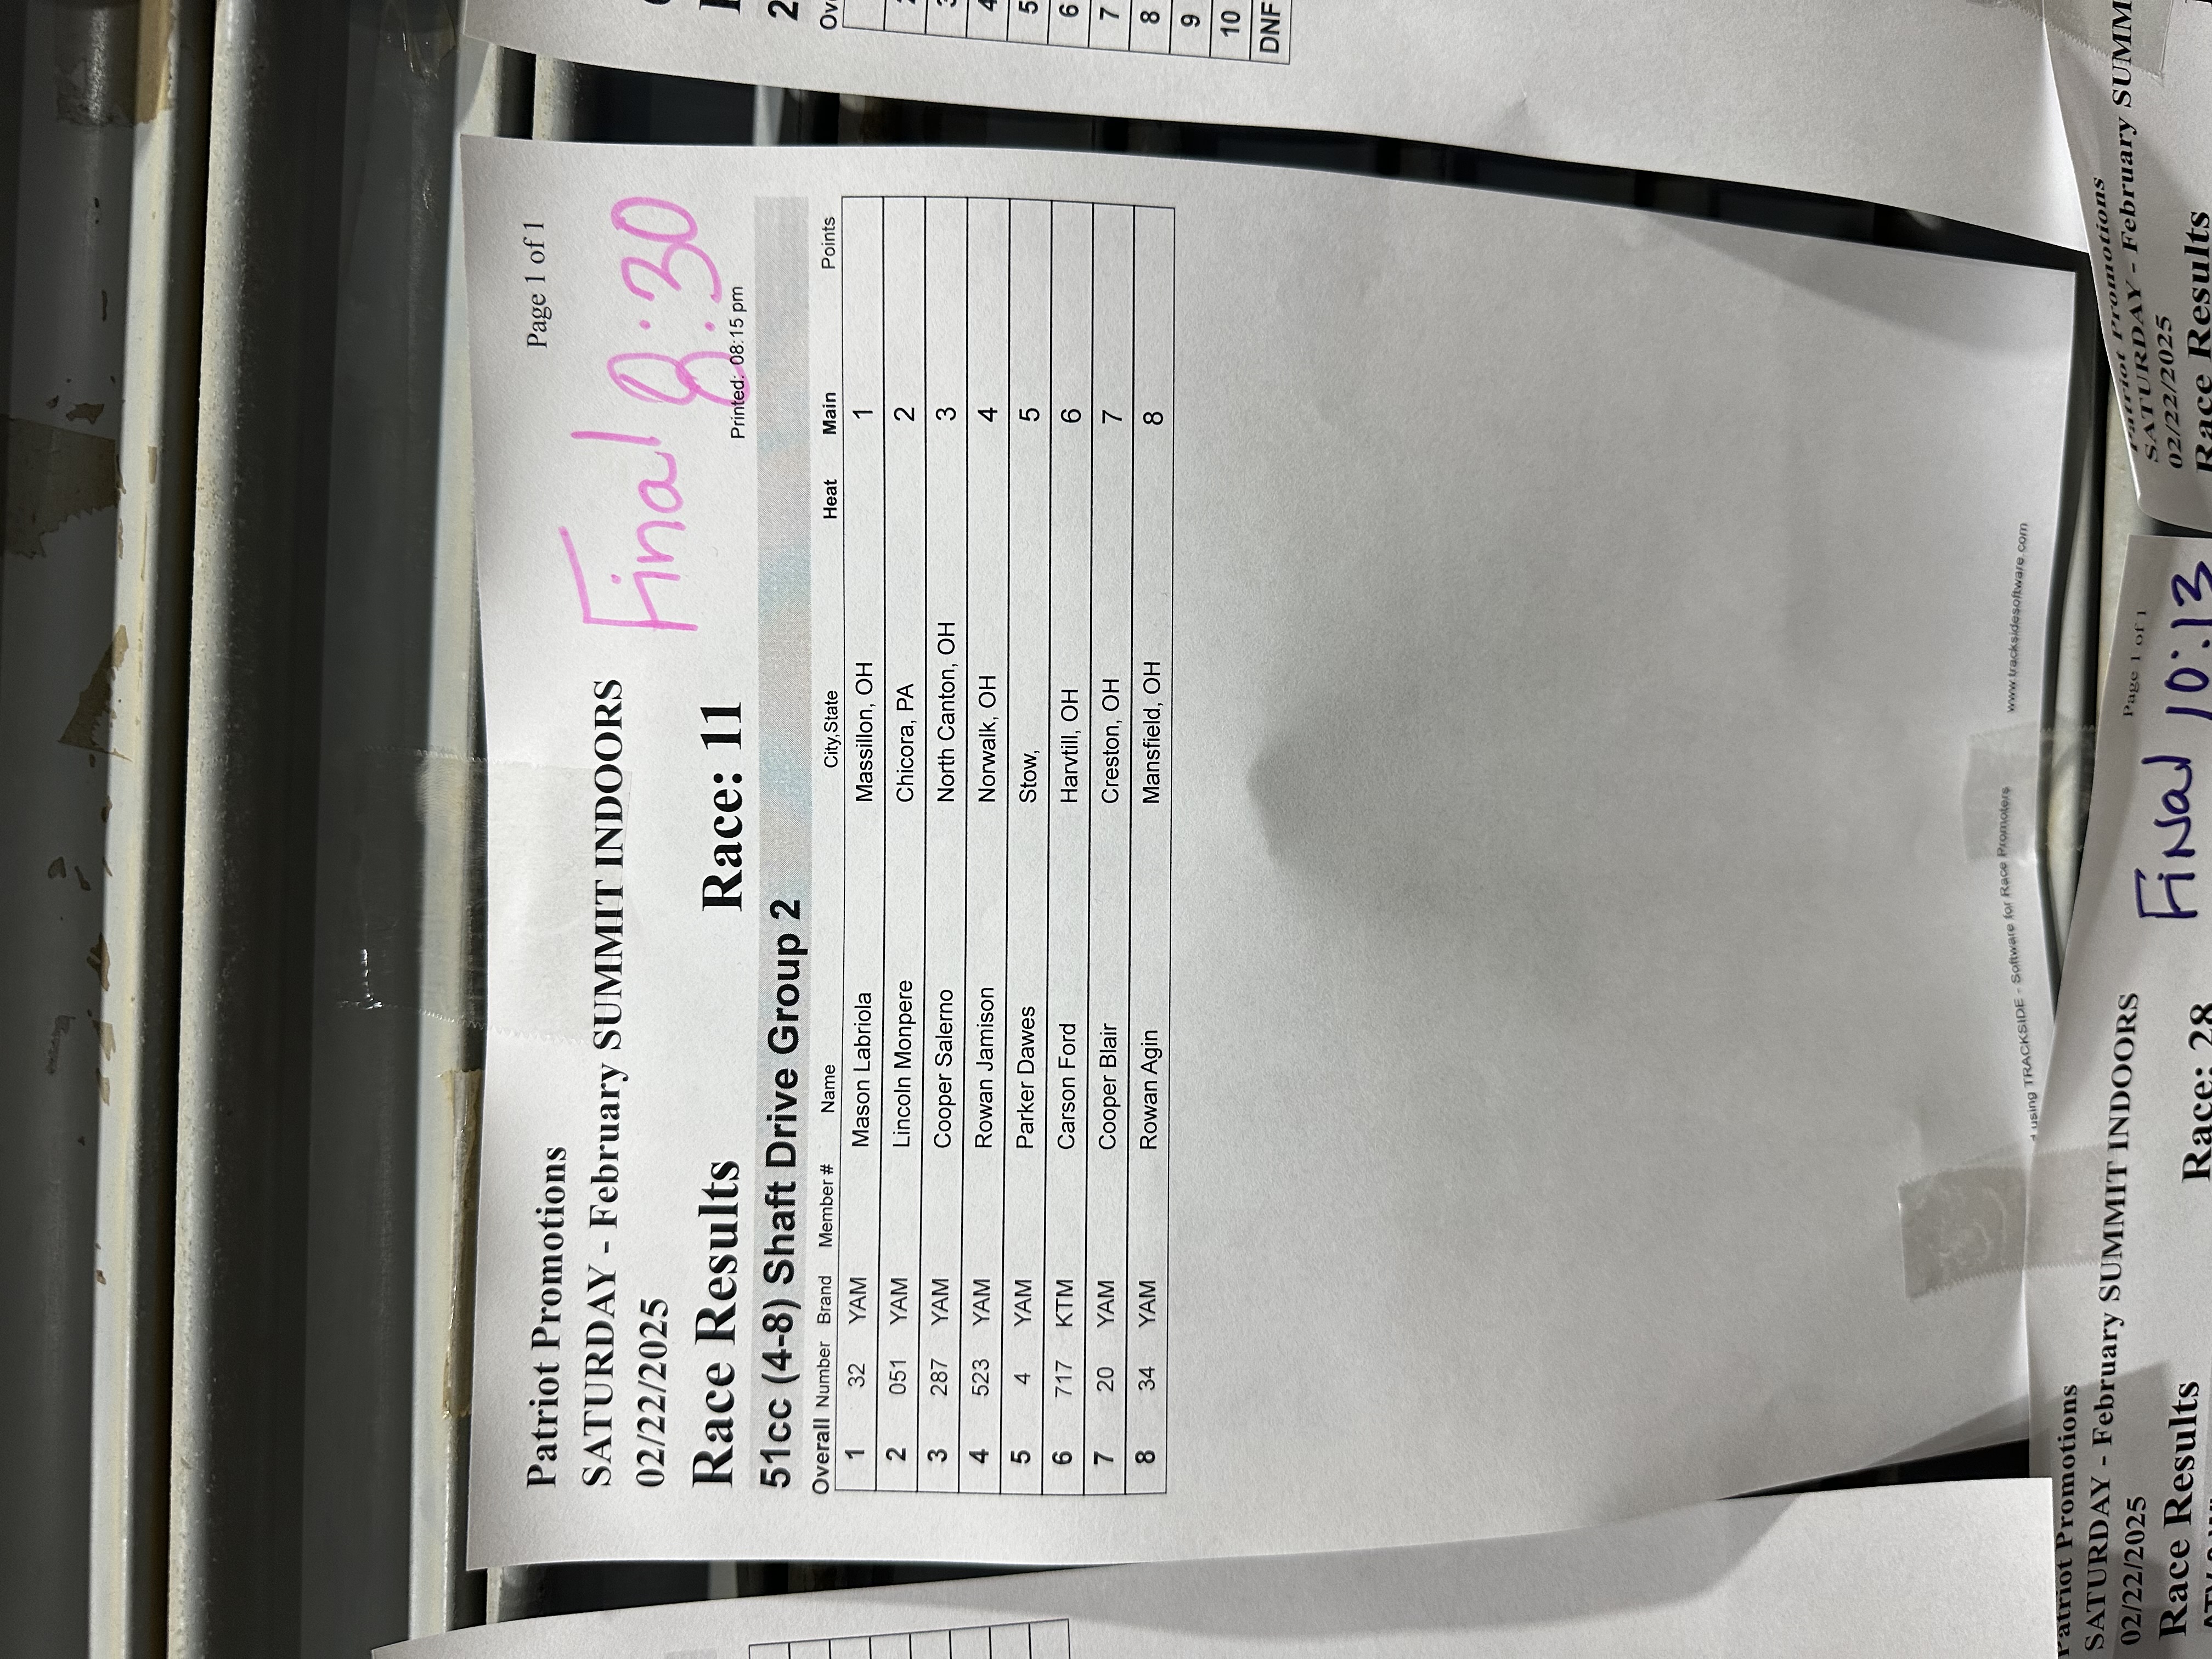 Patriot Promotions Page 1 of 1
SATURDAY - February SUMMIT INDOORS
02/22/2025 Final 8:30
Race Results Race: 11 Printed: 08:15 pm
51cc (4-8) Shaft Drive Group 2
Overall Number Brand Member # Name City,State Heat Main Points
1 32 YAM Mason Labriola Massillon, OH 1
2 051 YAM Lincoln Monpere Chicora, PA 2
3 287 YAM Cooper Salerno North Canton, OH 3
4 523 YAM Rowan Jamison Norwalk, OH 4
5 4 YAM Parker Dawes Stow, 5
6 717 KTM Carson Ford Harvtill, OH 6
7 20 YAM Cooper Blair Creston, OH 7
8 34 YAM Rowan Agin Mansfield, OH 8
using TRACKSIDE - Software for Race Promoters www.tracksidesoftware.com
5
6
7
8
9
10
DNF
Patriot Promotions Page 1 of 1
SATURDAY - February SUMMIT INDOORS
02/22/2025 Final 10:13
Race Results Race: 28
Patriot Promotions
SATURDAY - February SUMM
02/22/2025
Race Results